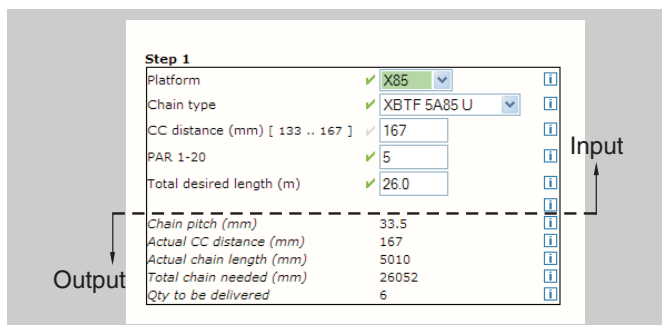 Step 1
Platform X85 i
Chain type XBTF 5A85 U i
CC distance (mm) [ 133 .. 167 ] 167 i
PAR 1-20 5 i
Input
Total desired length (m) 26.0 i
i
Chain pitch (mm) 33.5 i
Actual CC distance (mm) 167 i
Actual chain length (mm) 5010 i
Output
Total chain needed (mm) 26052 i
Qty to be delivered 6 i